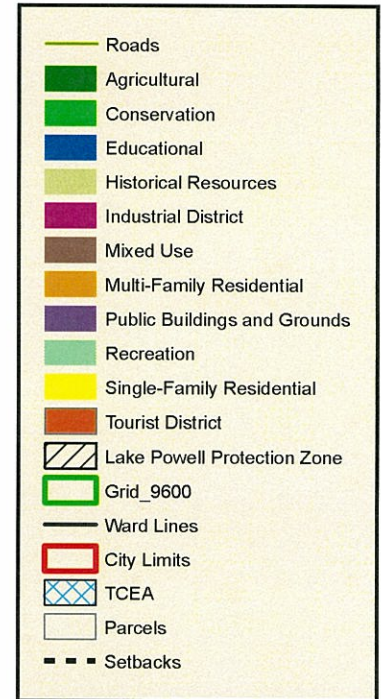 Roads
Agricultural
Conservation
Educational
Historical Resources
Industrial District
Mixed Use
Multi-Family Residential
Public Buildings and Grounds
Recreation
Single-Family Residential
Tourist District
Lake Powell Protection Zone
Grid_9600
Ward Lines
City Limits
TCEA
Parcels
Setbacks